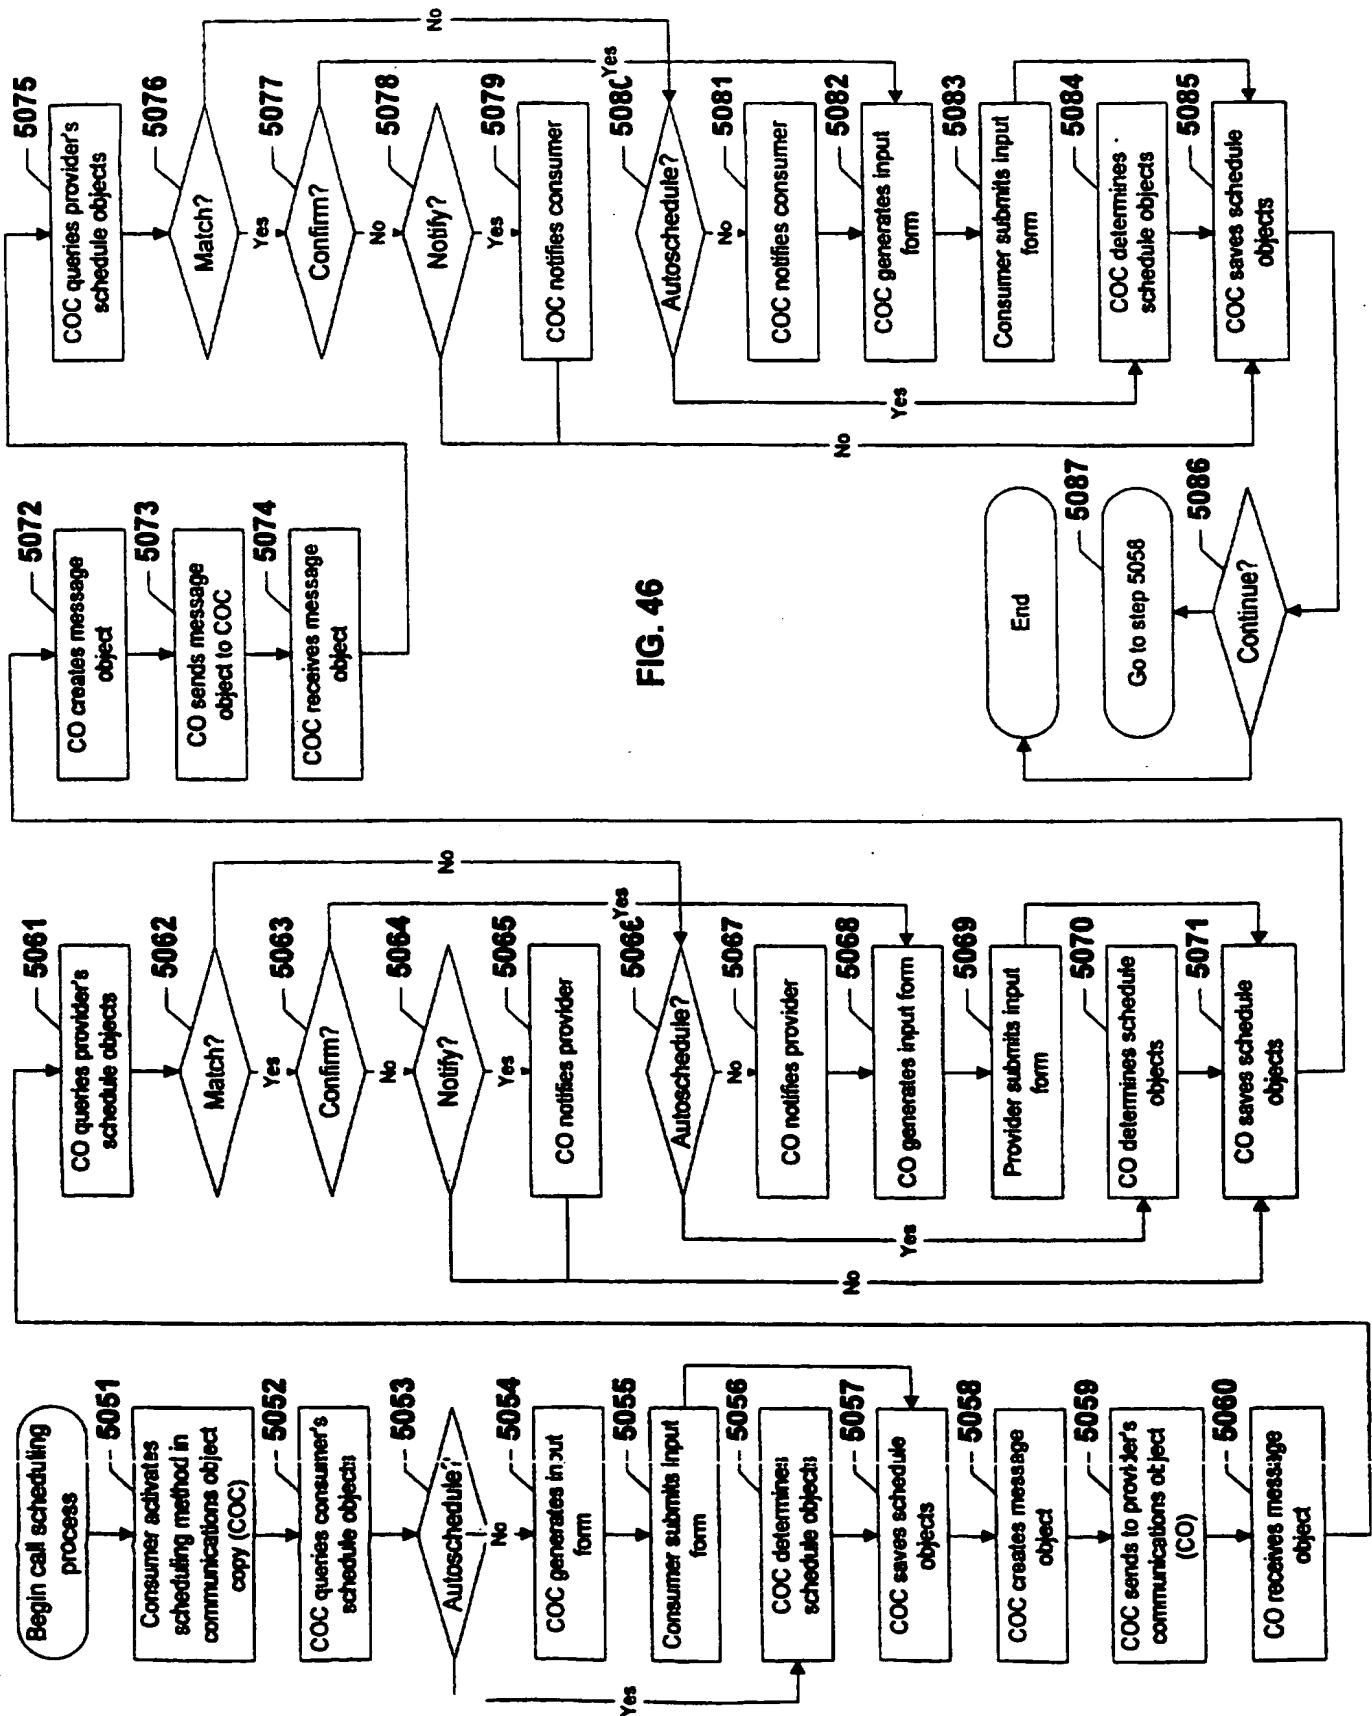 Begin call scheduling
process
5051
Consumer activates
scheduling method in
communications object
copy (COC)
5052
COC queries consumer's
schedule objects
5053
Autoschedule?
No
Yes
5054
COC generates input
form
5055
Consumer submits input
form
5056
COC determines
schedule objects
5057
COC saves schedule
objects
5058
COC creates message
object
5059
COC sends to provider's
communications object
(CO)
5060
CO receives message
object
5061
CO queries provider's
schedule objects
5062
Match?
No
Yes
5063
Confirm?
Yes
No
5064
Notify?
Yes
No
5065
CO notifies provider
5066
Autoschedule?
No
Yes
5067
CO notifies provider
5068
CO generates input form
5069
Provider submits input
form
5070
CO determines schedule
objects
5071
CO saves schedule
objects
5072
CO creates message
object
5073
CO sends message
object to COC
5074
COC receives message
object
FIG. 46
5075
COC queries provider's
schedule objects
5076
Match?
No
Yes
5077
Confirm?
Yes
No
5078
Notify?
Yes
No
5079
COC notifies consumer
5080
Autoschedule?
No
Yes
5081
COC notifies consumer
5082
COC generates input
form
5083
Consumer submits input
form
5084
COC determines
schedule objects
5085
COC saves schedule
objects
5086
Continue?
5087
Go to step 5058
End